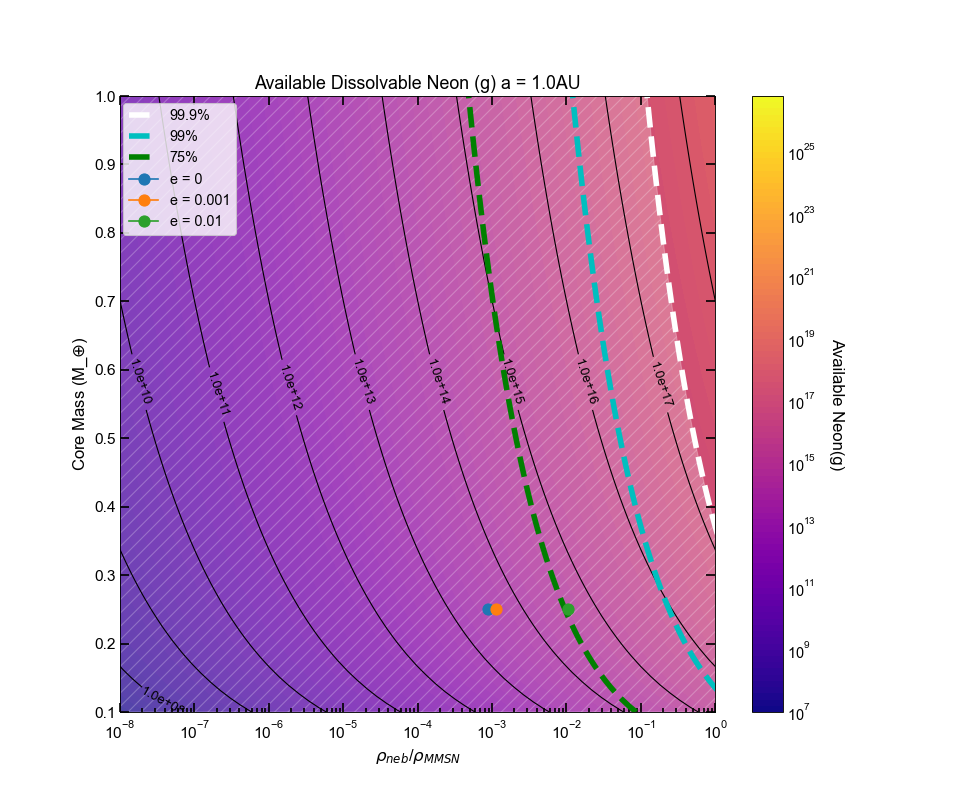 Available Dissolvable Neon (g) a = 1.0AU
99.9%
99%
75%
e = 0
e = 0.001
e = 0.01
1.0
0.9
0.8
0.7
0.6
0.5
0.4
0.3
0.2
0.1
Core Mass (M_⊕)
1.0e+10
1.0e+11
1.0e+12
1.0e+13
1.0e+14
1.0e+15
1.0e+16
1.0e+17
10⁻⁸
10⁻⁷
10⁻⁶
10⁻⁵
10⁻⁴
10⁻³
10⁻²
10⁻¹
10⁰
ρneb/ρMMSN
10²⁵
10²³
10²¹
10¹⁹
10¹⁷
10¹⁵
10¹³
10¹¹
10⁹
10⁷
Available Neon(g)